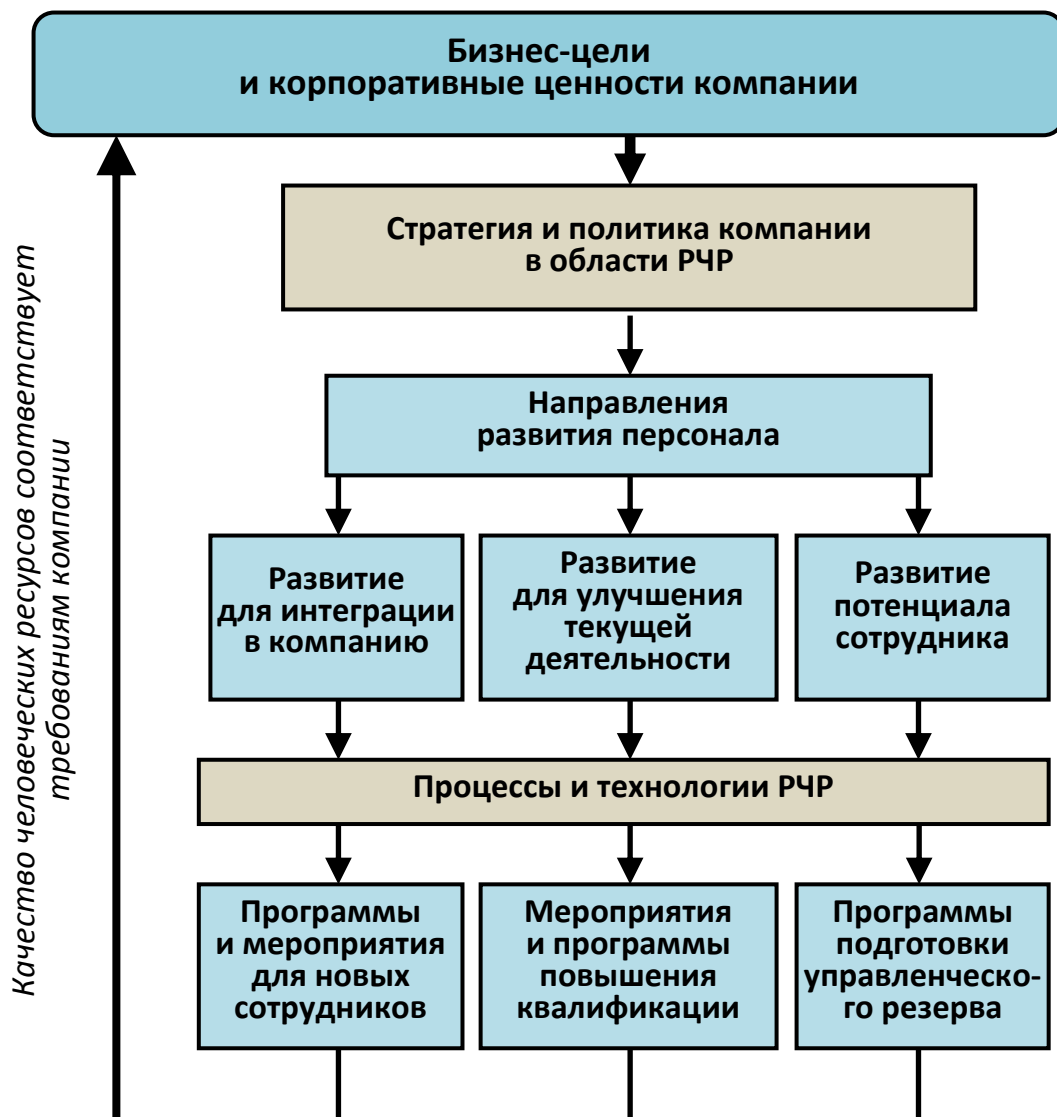 Бизнес-цели
и корпоративные ценности компании
Стратегия и политика компании
в области РЧР
Направления
развития персонала
Развитие
для интеграции
в компанию
Развитие
для улучшения
текущей
деятельности
Развитие
потенциала
сотрудника
Процессы и технологии РЧР
Программы
и мероприятия
для новых
сотрудников
Мероприятия
и программы
повышения
квалификации
Программы
подготовки
управленческо-
го резерва
Качество человеческих ресурсов соответствует
требованиям компании